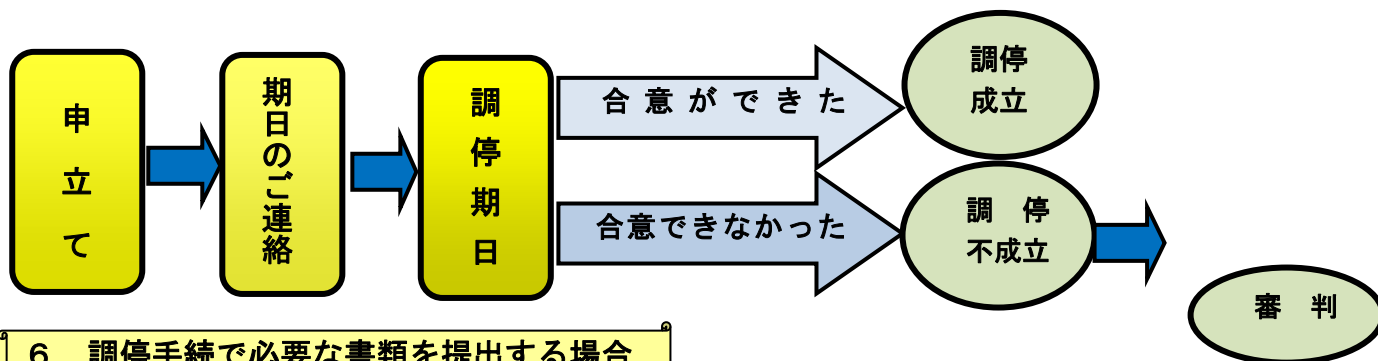 申立て
期日のご連絡
調停期日
合意ができた
合意できなかった
調停
成立
調　停
不成立
審　判
６　調停手続で必要な書類を提出する場合